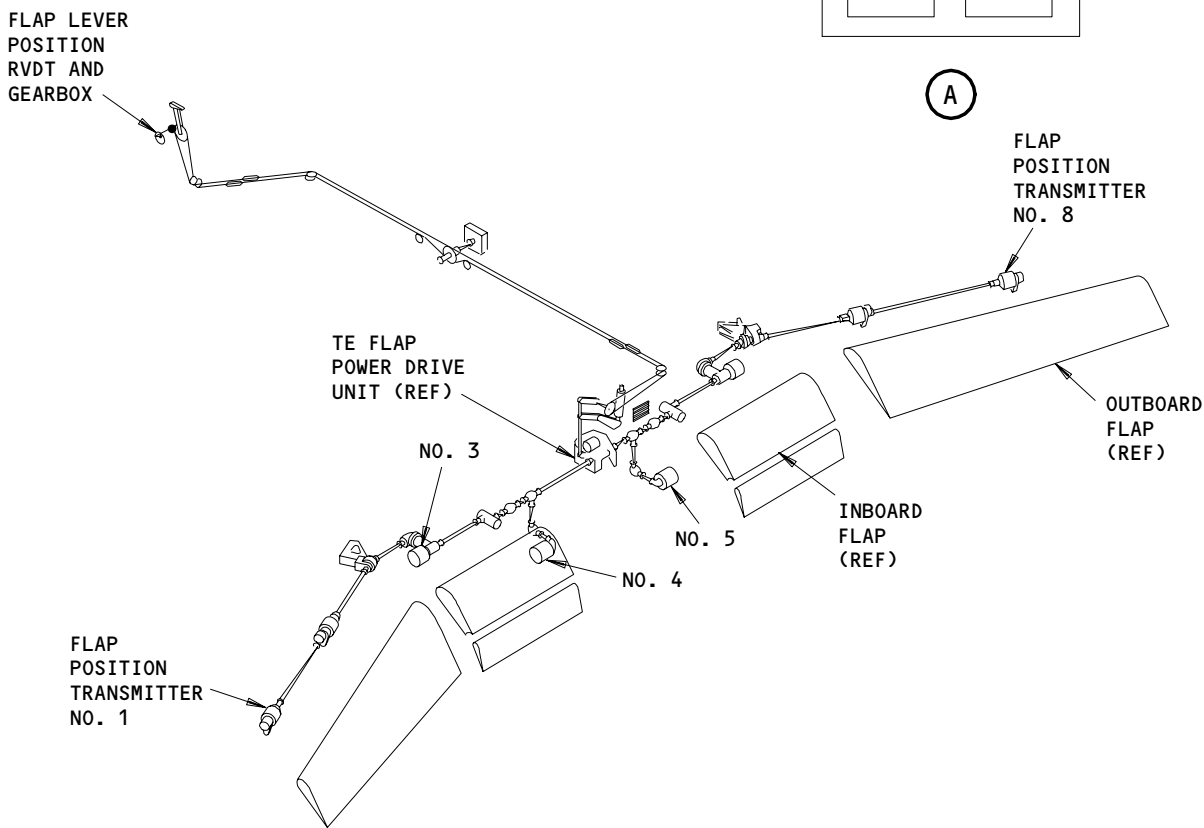 FLAP LEVER
POSITION
RVDT AND
GEARBOX
A
FLAP
POSITION
TRANSMITTER
NO. 8
TE FLAP
POWER DRIVE
UNIT (REF)
NO. 3
OUTBOARD
FLAP
(REF)
INBOARD
FLAP
(REF)
NO. 5
NO. 4
FLAP
POSITION
TRANSMITTER
NO. 1